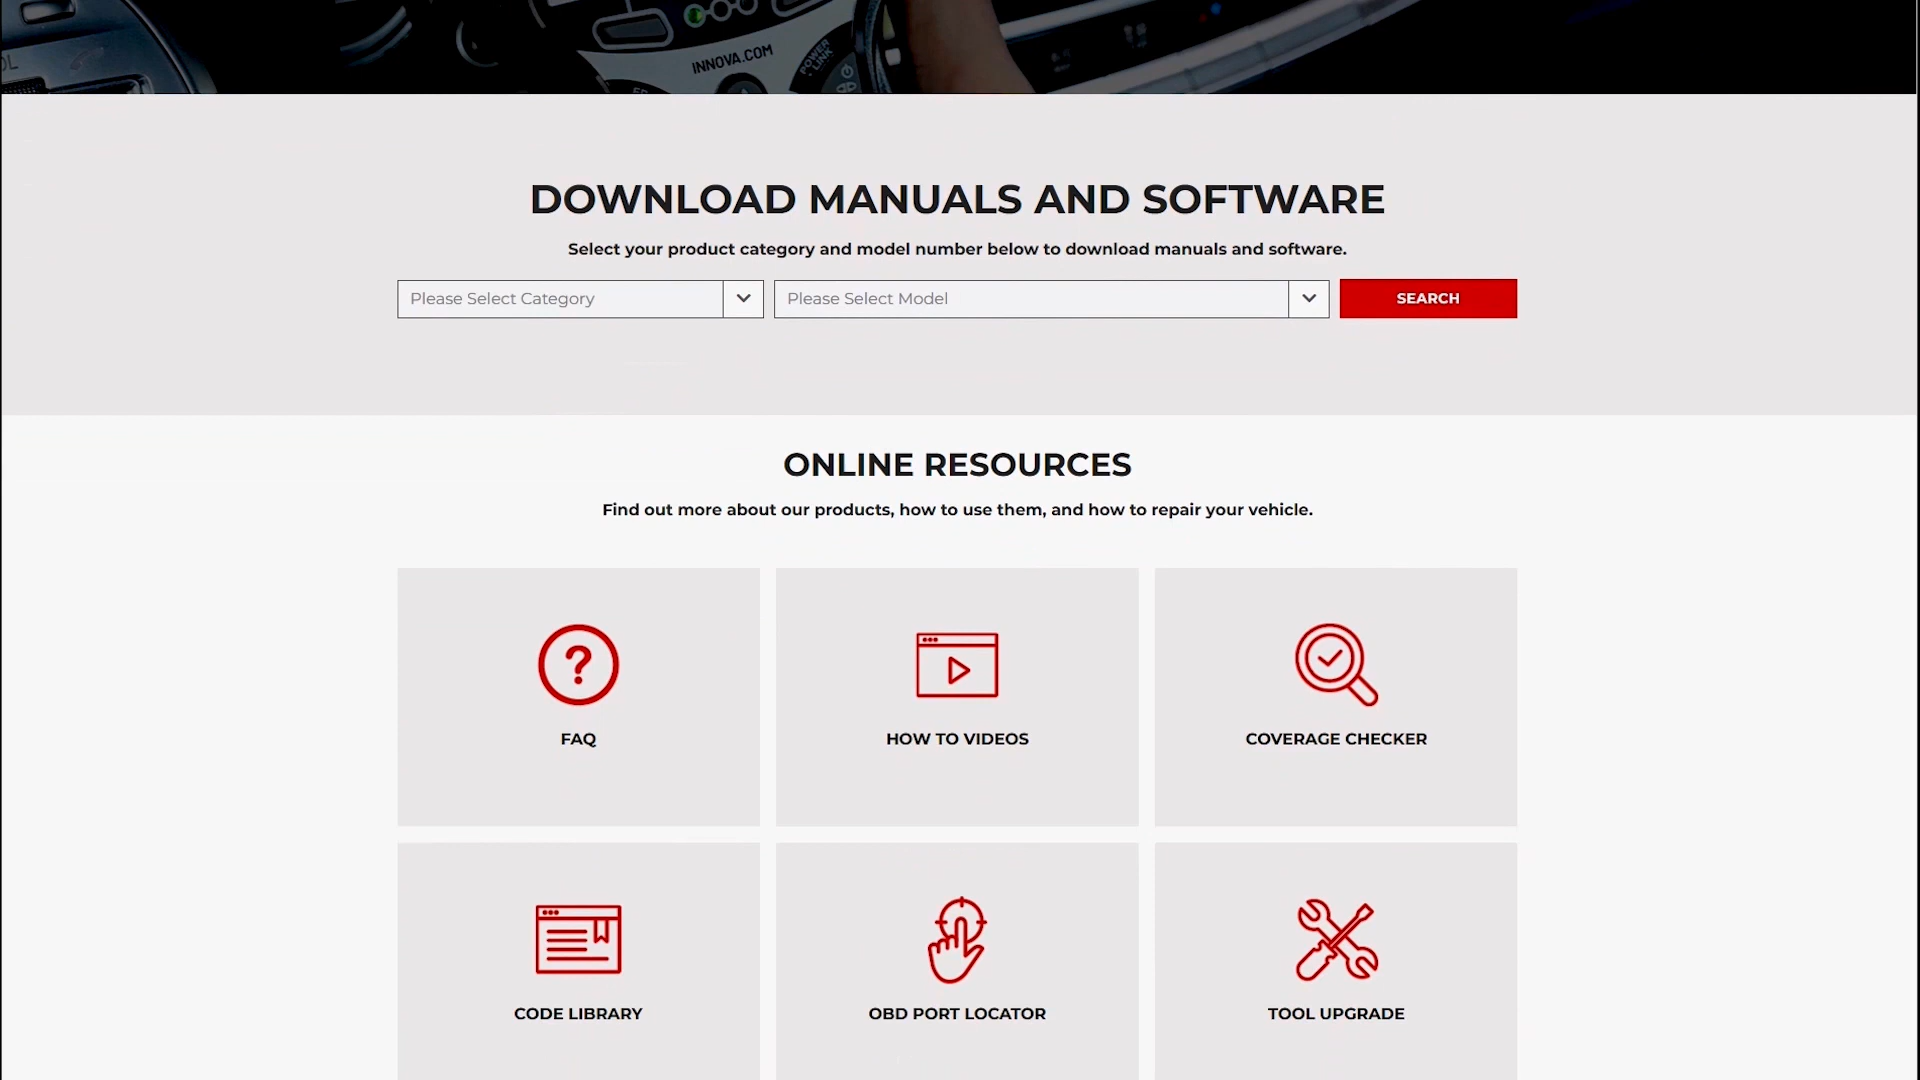 INNOVA.COM
POWER
LINK
DOWNLOAD MANUALS AND SOFTWARE
Select your product category and model number below to download manuals and software.
Please Select Category
Please Select Model
SEARCH
ONLINE RESOURCES
Find out more about our products, how to use them, and how to repair your vehicle.
FAQ
HOW TO VIDEOS
COVERAGE CHECKER
CODE LIBRARY
OBD PORT LOCATOR
TOOL UPGRADE